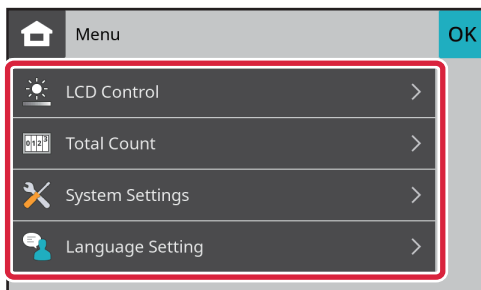 Menu
OK
LCD Control
Total Count
System Settings
Language Setting